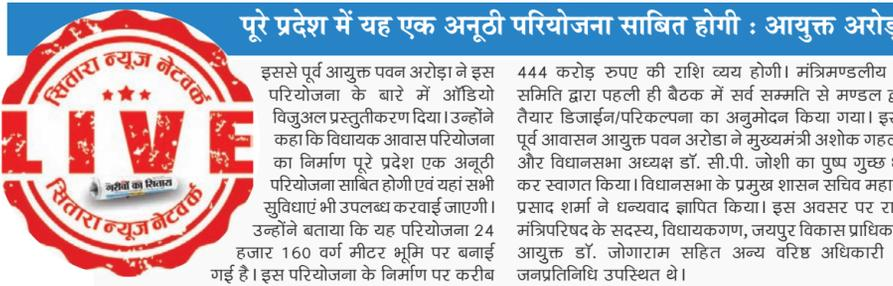 पूरे प्रदेश में यह एक अनूठी परियोजना साबित होगी : आयुक्त
सितारा न्यूज नेटवर्क
LIVE
गरीबों का सितारा
सितारा न्यूज नेटवर्क
इससे पूर्व आयुक्त पवन अरोड़ा ने इस
परियोजना के बारे में ऑडियो
विजुअल प्रस्तुतीकरण दिया। उन्होंने
कहा कि विधायक आवास परियोजना
का निर्माण पूरे प्रदेश एक अनूठी
परियोजना साबित होगी एवं यहां सभी
सुविधाएं भी उपलब्ध करवाई जाएगी।
उन्होंने बताया कि यह परियोजना 24
हजार 160 वर्ग मीटर भूमि पर बनाई
गई है। इस परियोजना के निर्माण पर करीब
444 करोड़ रुपए की राशि व्यय होगी। मंत्रिमण्डलीय
समिति द्वारा पहली ही बैठक में सर्व सम्मति से मण्डल
तैयार डिजाईन/परिकल्पना का अनुमोदन किया गया।
पूर्व आवासन आयुक्त पवन अरोडा ने मुख्यमंत्री अशोक
और विधानसभा अध्यक्ष डॉ. सी.पी. जोशी का पुष्प गुच्छ
कर स्वागत किया। विधानसभा के प्रमुख शासन सचिव
प्रसाद शर्मा ने धन्यवाद ज्ञापित किया। इस अवसर पर
मंत्रिपरिषद के सदस्य, विधायकगण, जयपुर विकास
आयुक्त डॉ. जोगाराम सहित अन्य वरिष्ठ अधिकारी
जनप्रतिनिधि उपस्थित थे।